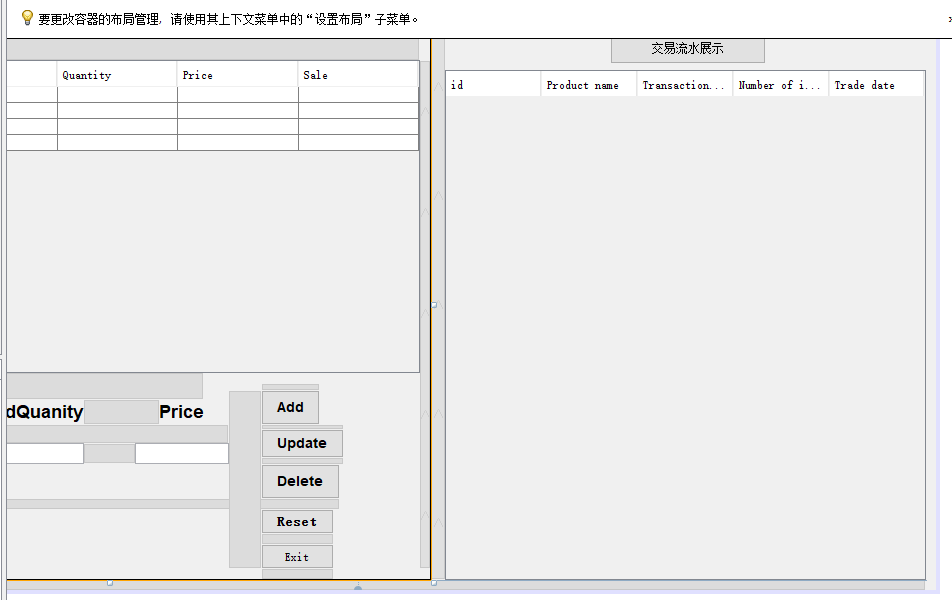 要更改容器的布局管理, 请使用其上下文菜单中的“设置布局”子菜单。
交易流水展示
Quantity Price Sale
id Product name Transaction... Number of i... Trade date
dQuanity Price
Add
Update
Delete
Reset
Exit